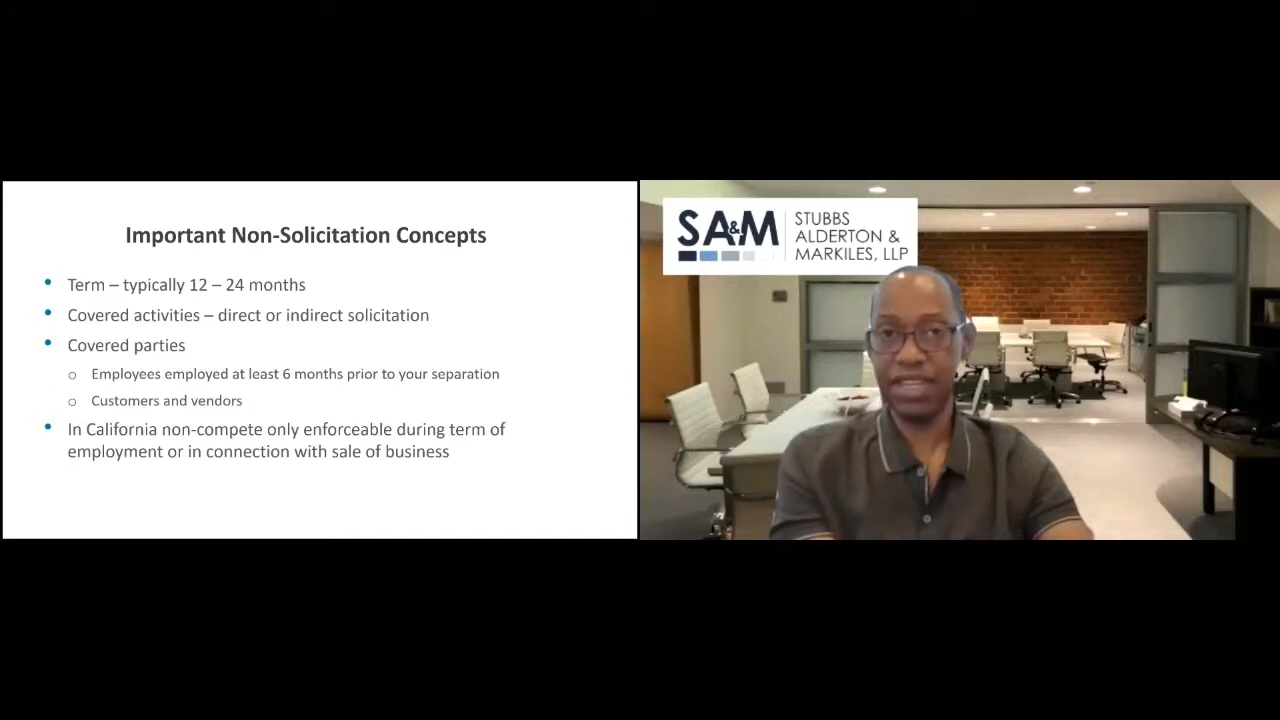 Important Non-Solicitation Concepts
• Term – typically 12 – 24 months
• Covered activities – direct or indirect solicitation
• Covered parties
o Employees employed at least 6 months prior to your separation
o Customers and vendors
• In California non-compete only enforceable during term of
employment or in connection with sale of business
SA&M
STUBBS
ALDERTON &
MARKILES, LLP